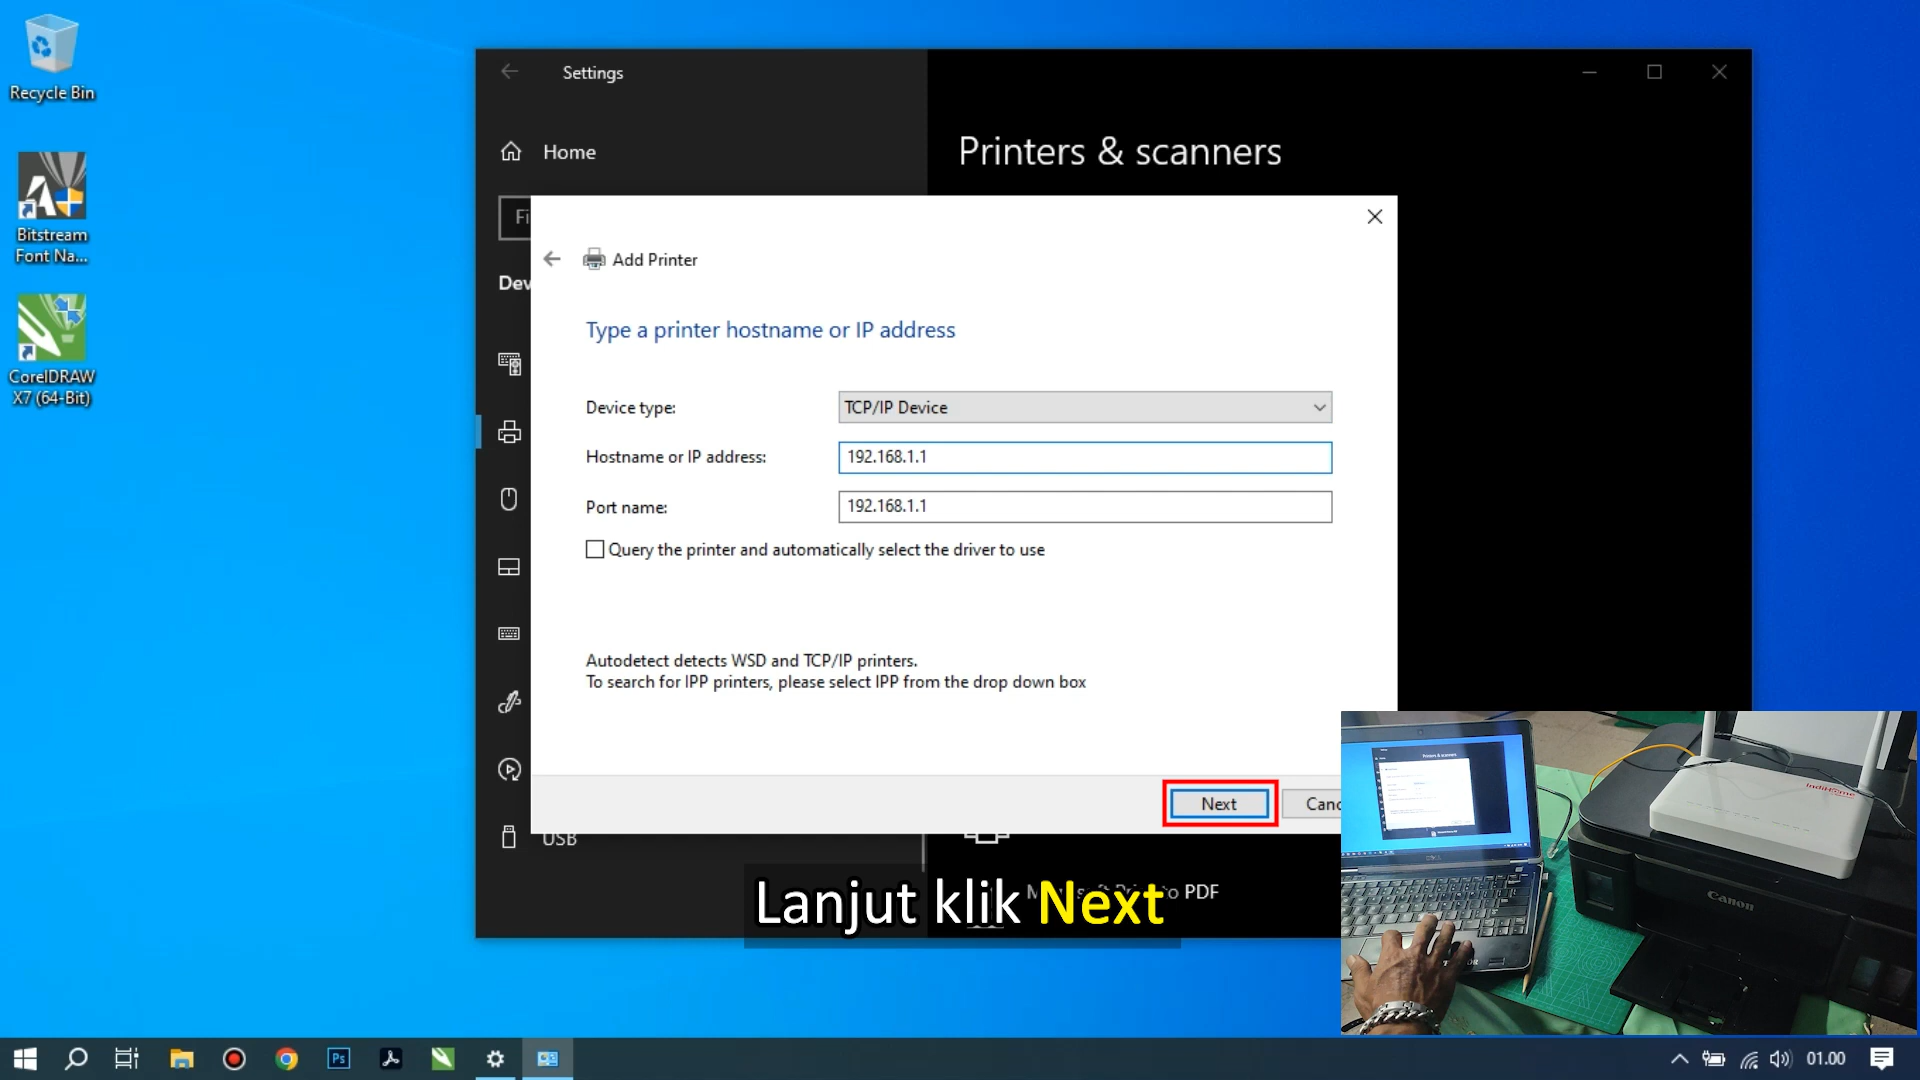 Recycle Bin
Bitstream
Font Na...
CorelDRAW
X7 (64-Bit)
Settings
Home
Printers & scanners
Fi
Dev
Add Printer
Type a printer hostname or IP address
Device type:
TCP/IP Device
Hostname or IP address:
192.168.1.1
Port name:
192.168.1.1
Query the printer and automatically select the driver to use
Autodetect detects WSD and TCP/IP printers.
To search for IPP printers, please select IPP from the drop down box
Next
Canc
USB
PDF
Lanjut klik Next
IndiHome
Canon
Ps
01.00